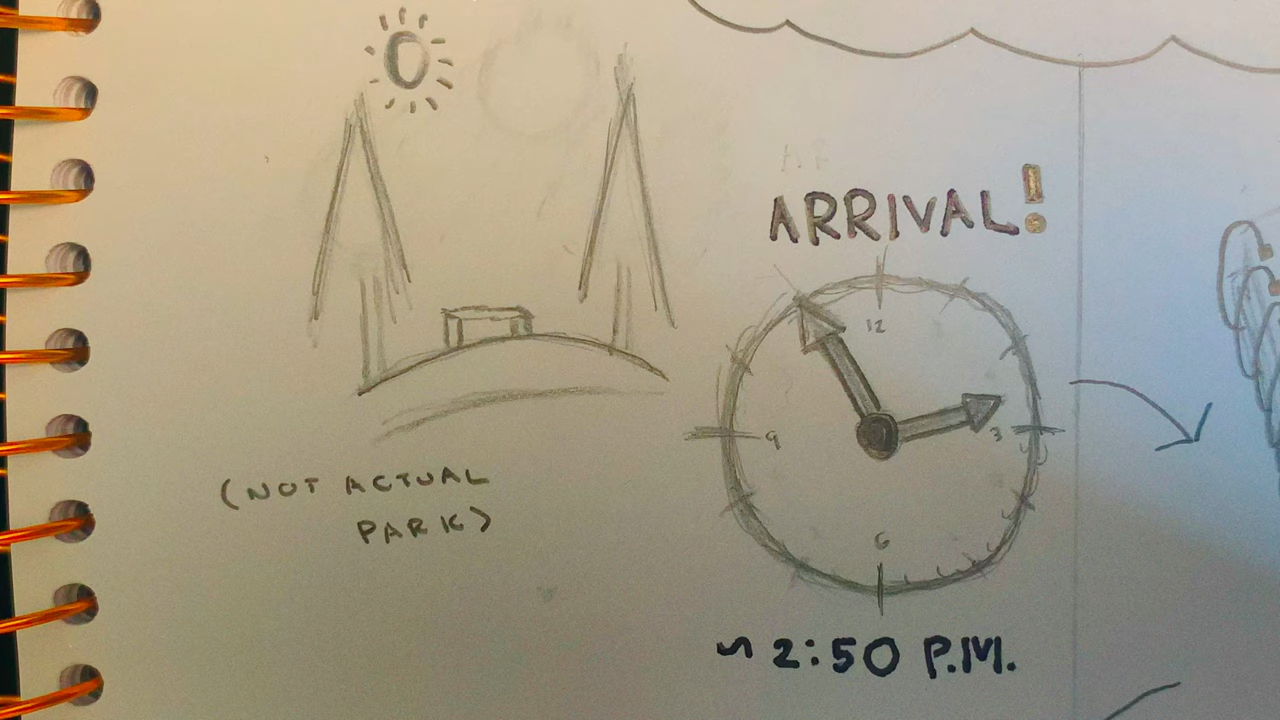 ARRIVAL!
12
9
3
6
(NOT ACTUAL
PARK)
~ 2:50 P.M.